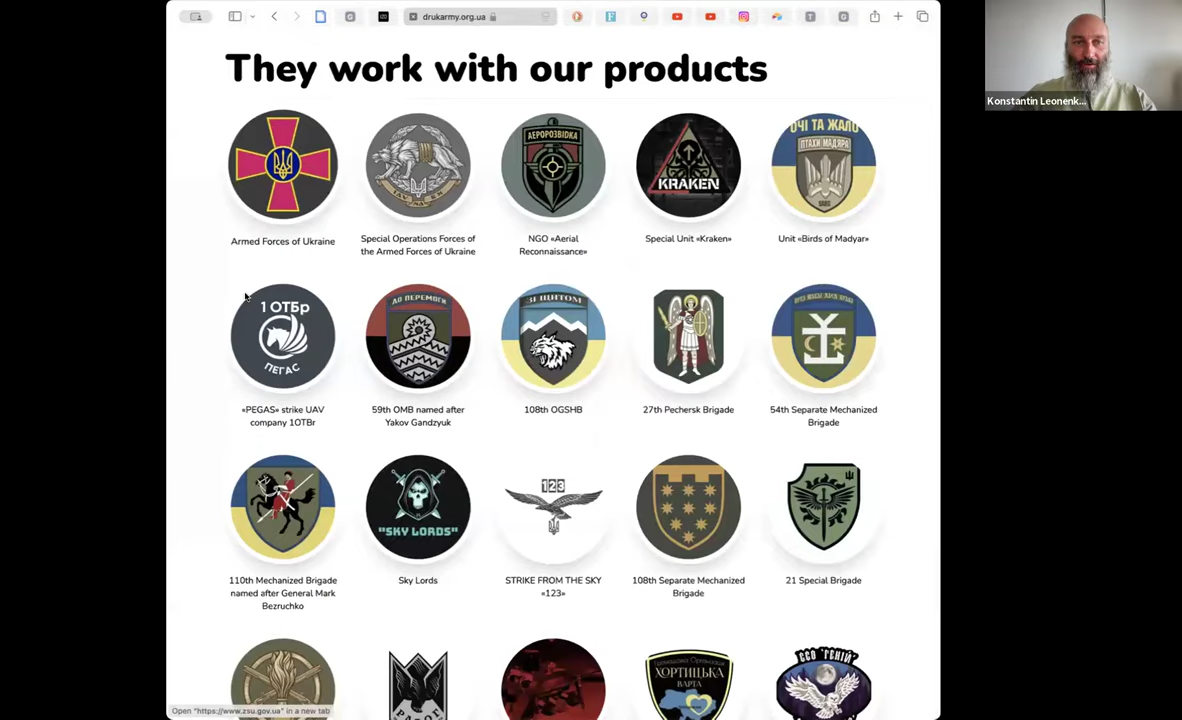 drukarmy.org.ua
Konstantin Leonenk...
They work with our products
АЕРОРОЗВІДКА
KRAKEN
ОЧІ ТА ЖАЛО
ПТАХИ МАДЯРА
Armed Forces of Ukraine
Special Operations Forces of
the Armed Forces of Ukraine
NGO «Aerial
Reconnaissance»
Special Unit «Kraken»
Unit «Birds of Madyar»
1 ОТБр
ПЕГАС
ДО ПЕРЕМОГИ
ЗІ ЩИТОМ
«PEGAS» strike UAV
company 1OTBr
59th OMB named after
Yakov Gandzyuk
108th OGSHB
27th Pechersk Brigade
54th Separate Mechanized
Brigade
"SKY LORDS"
123
110th Mechanized Brigade
named after General Mark
Bezruchko
Sky Lords
STRIKE FROM THE SKY
«123»
108th Separate Mechanized
Brigade
21 Special Brigade
Громадська Організація
ХОРТИЦЬКА
ВАРТА
ЄСО "ГЕНІЙ"
Open "https://www.zsu.gov.ua" in a new tab